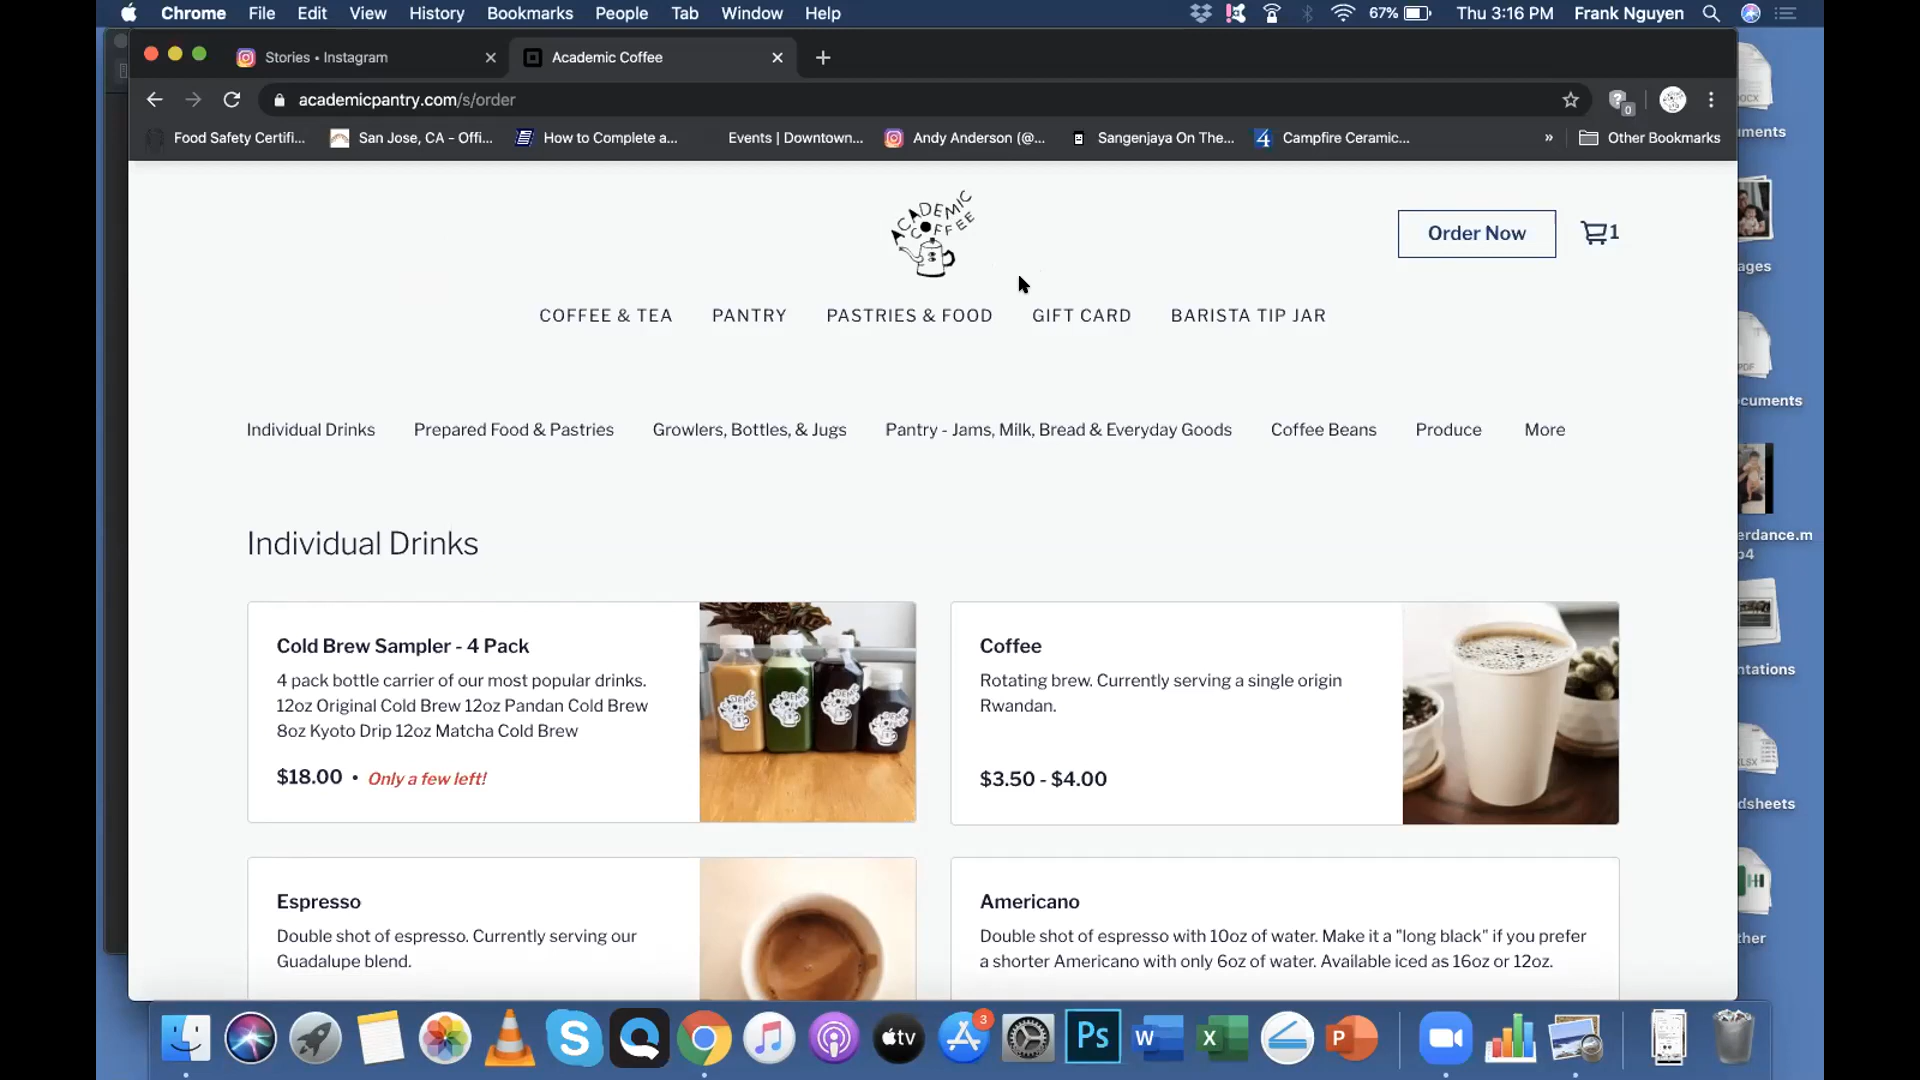 Chrome File Edit View History Bookmarks People Tab Window Help 67% Thu 3:16 PM Frank Nguyen
Stories • Instagram
Academic Coffee
academicpantry.com/s/order
0
Food Safety Certifi...
San Jose, CA - Offi...
How to Complete a...
Events | Downtown...
Andy Anderson (@...
Sangenjaya On The...
4
Campfire Ceramic...
»
Other Bookmarks
ACADEMIC
COFFEE
Order Now
1
COFFEE & TEA
PANTRY
PASTRIES & FOOD
GIFT CARD
BARISTA TIP JAR
Individual Drinks
Prepared Food & Pastries
Growlers, Bottles, & Jugs
Pantry - Jams, Milk, Bread & Everyday Goods
Coffee Beans
Produce
More
Individual Drinks
Cold Brew Sampler - 4 Pack
4 pack bottle carrier of our most popular drinks.
12oz Original Cold Brew 12oz Pandan Cold Brew
8oz Kyoto Drip 12oz Matcha Cold Brew
$18.00 • Only a few left!
Coffee
Rotating brew. Currently serving a single origin
Rwandan.
$3.50 - $4.00
Espresso
Double shot of espresso. Currently serving our
Guadalupe blend.
Americano
Double shot of espresso with 10oz of water. Make it a "long black" if you prefer
a shorter Americano with only 6oz of water. Available iced as 16oz or 12oz.
OCX
uments
ages
PDF
cuments
erdance.m
p4
ntations
LSX
dsheets
ther
tv
3
Ps
W
X
P